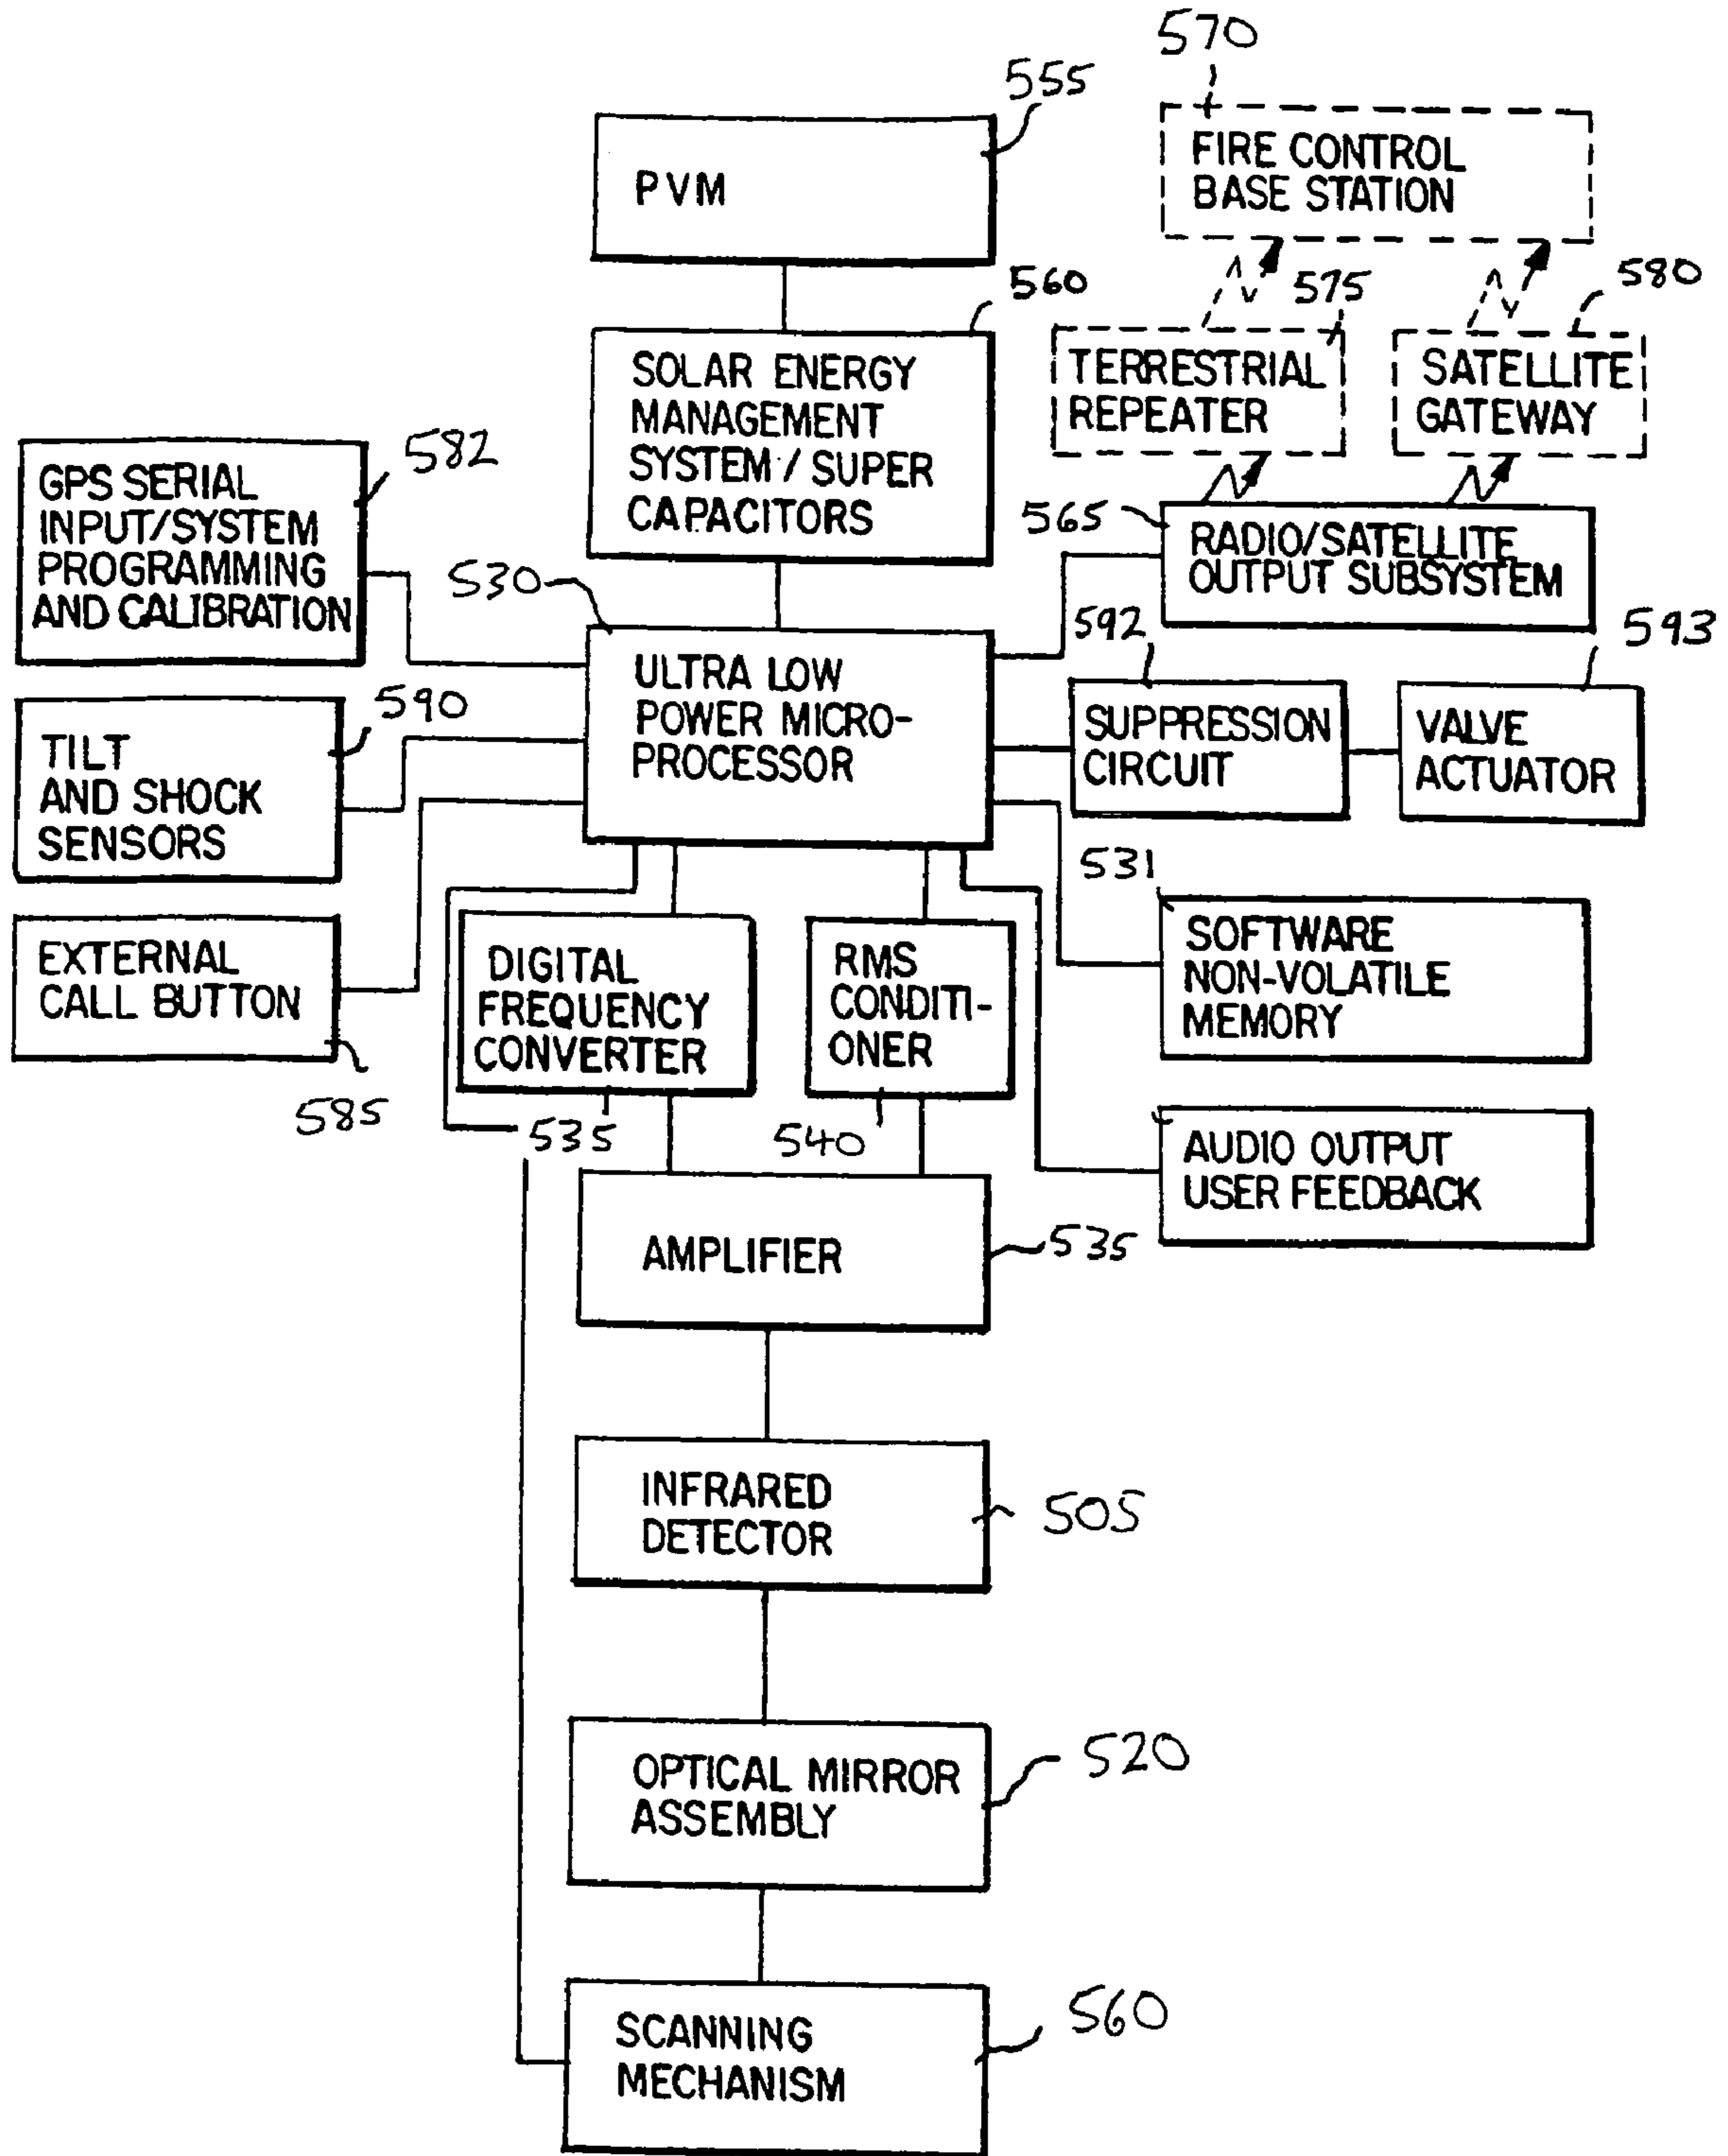 570
555
FIRE CONTROL
BASE STATION
PVM
560
575
580
SOLAR ENERGY
MANAGEMENT
SYSTEM / SUPER
CAPACITORS
TERRESTRIAL
REPEATER
SATELLITE
GATEWAY
582
GPS SERIAL
INPUT/SYSTEM
PROGRAMMING
AND CALIBRATION
565
RADIO/SATELLITE
OUTPUT SUBSYSTEM
530
592
593
ULTRA LOW
POWER MICRO-
PROCESSOR
SUPPRESSION
CIRCUIT
VALVE
ACTUATOR
590
TILT
AND SHOCK
SENSORS
531
SOFTWARE
NON-VOLATILE
MEMORY
EXTERNAL
CALL BUTTON
585
DIGITAL
FREQUENCY
CONVERTER
535
RMS
CONDITI-
ONER
540
AUDIO OUTPUT
USER FEEDBACK
AMPLIFIER
535
INFRARED
DETECTOR
505
OPTICAL MIRROR
ASSEMBLY
520
SCANNING
MECHANISM
560